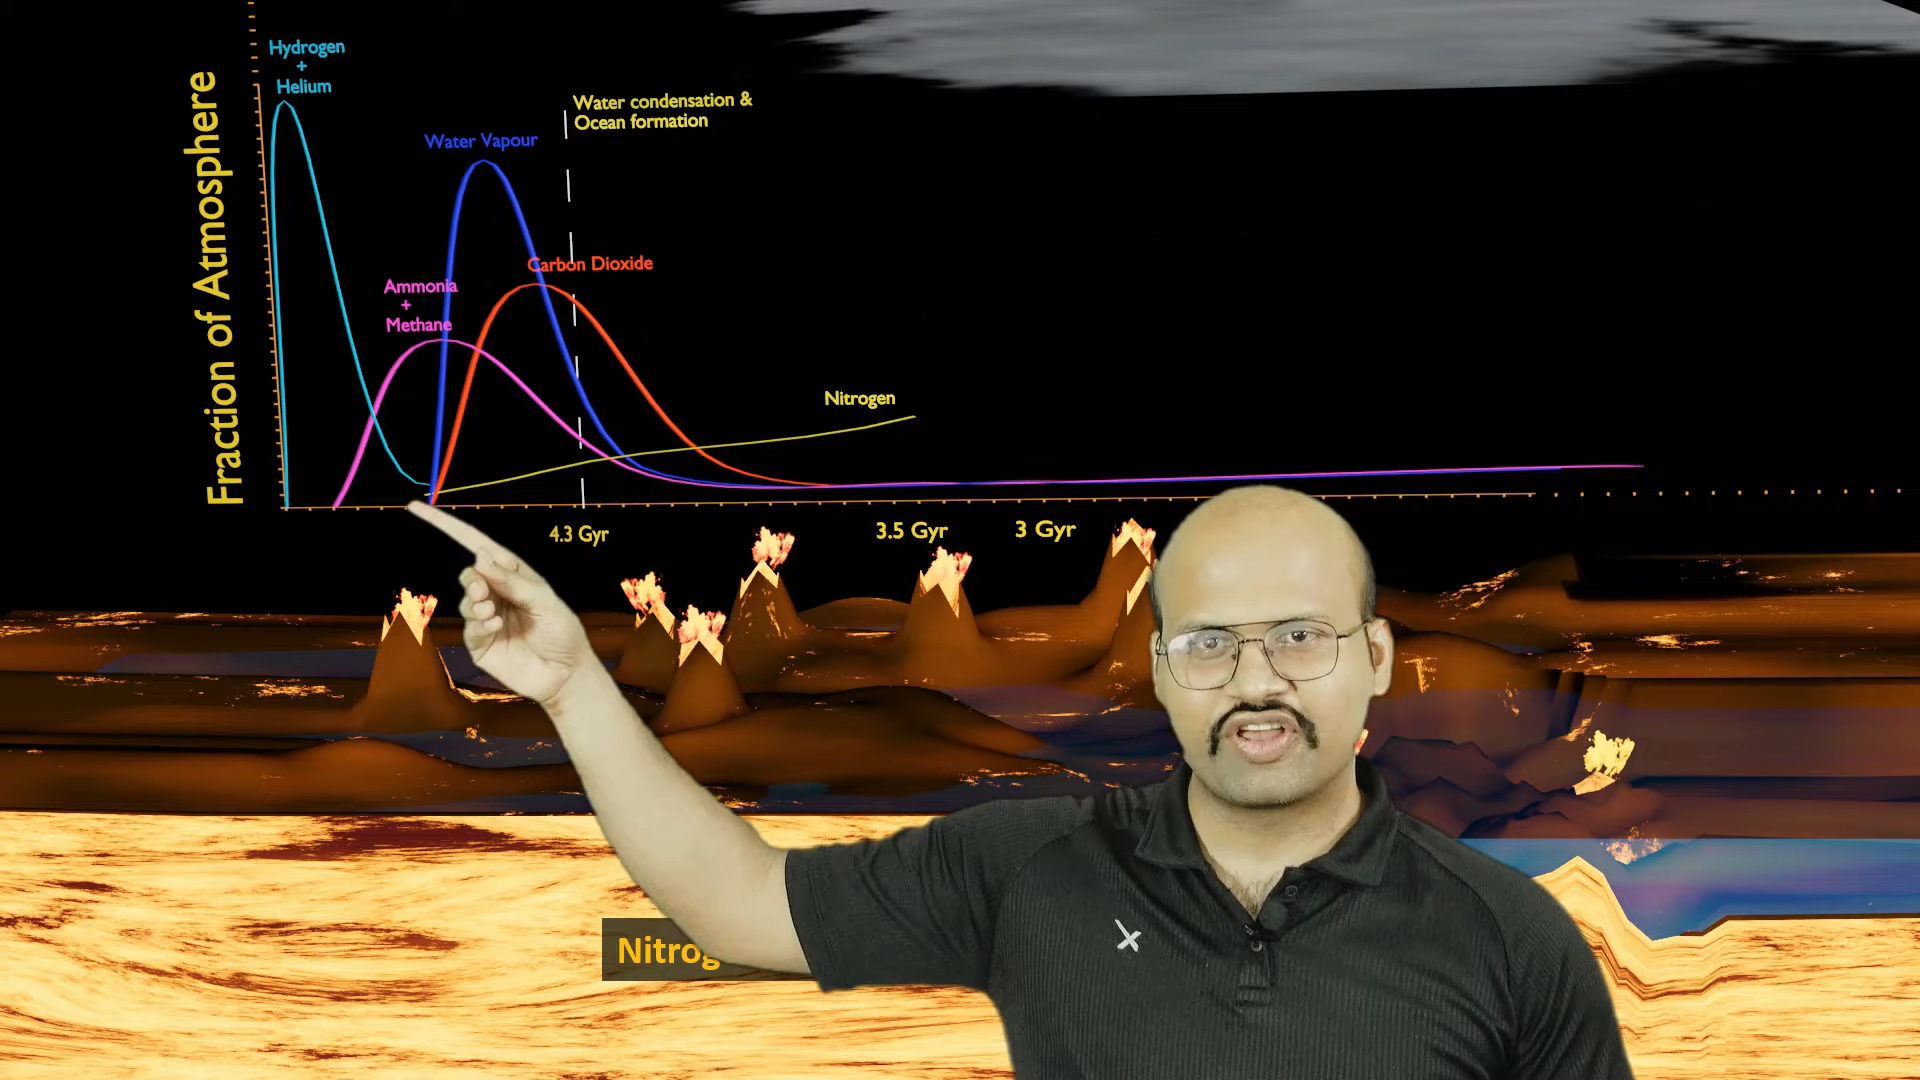 Hydrogen
+
Helium
Fraction of Atmosphere
Water condensation &
Ocean formation
Water Vapour
Carbon Dioxide
Ammonia
+
Methane
Nitrogen
4.3 Gyr
3.5 Gyr
3 Gyr
Nitrog